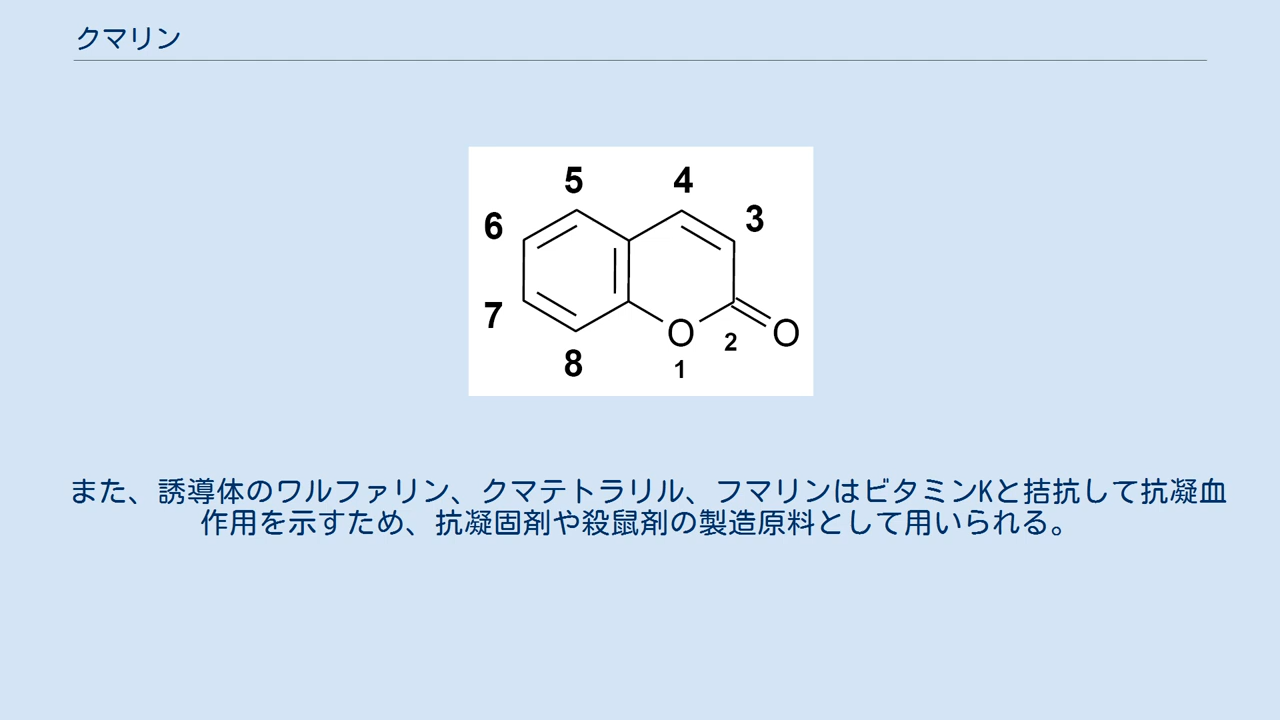 クマリン
5
4
6
3
7
O
2
O
8
1
また、誘導体のワルファリン、クマテトラリル、フマリンはビタミンKと拮抗して抗凝血
作用を示すため、抗凝固剤や殺鼠剤の製造原料として用いられる。